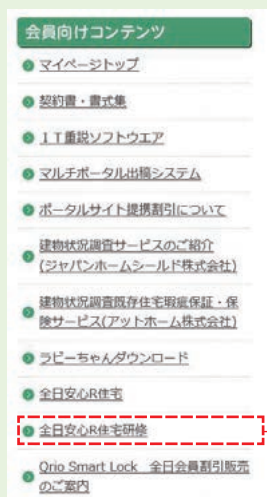 会員向けコンテンツ
マイページトップ
契約書・書式集
ＩＴ重説ソフトウエア
マルチポータル出稿システム
ポータルサイト提携割引について
建物状況調査サービスのご紹介
(ジャパンホームシールド株式会社)
建物状況調査既存住宅瑕疵保証・保
険サービス(アットホーム株式会社)
ラビーちゃんダウンロード
全日安心R住宅
全日安心R住宅研修
Qrio Smart Lock　全日会員割引販売
のご案内